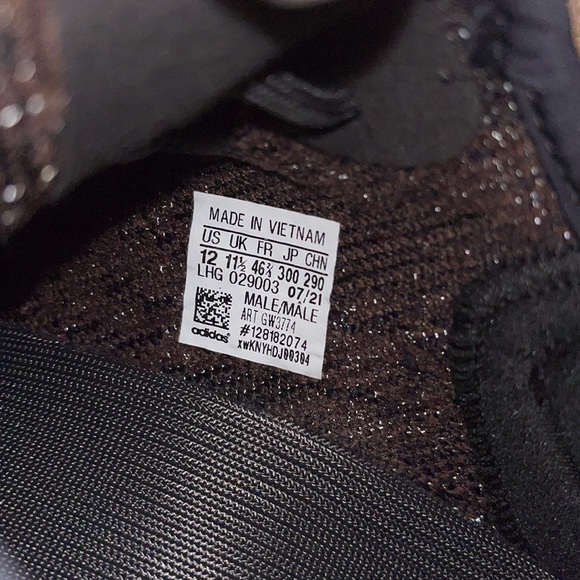 MADE IN VIETNAM
US UK FR JP CHN
12 11½ 46⅔ 300 290
LHG 029003 07/21
MALE/MÂLE
ART GW3774
#128182074
adidas xwKNYHDJ00304